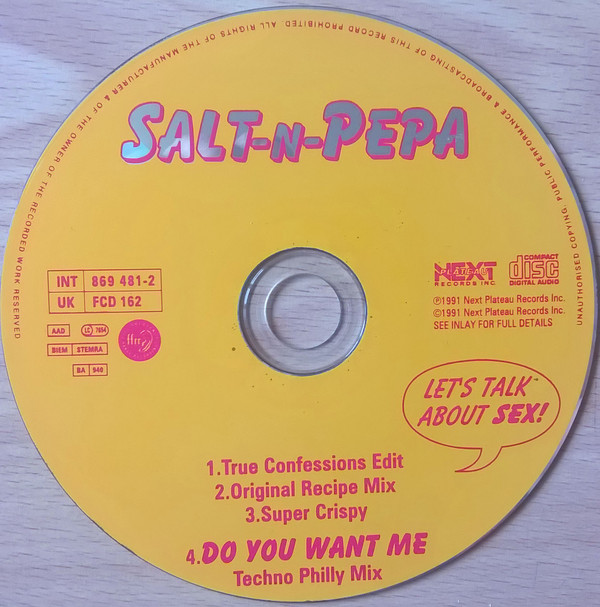 UNAUTHORISED COPYING, PUBLIC PERFORMANCE & BROADCASTING OF THIS RECORD PROHIBITED. ALL RIGHTS OF THE MANUFACTURER & OF THE OWNER OF THE RECORDED WORK RESERVED
SALT-N-PEPA
INT 869 481-2
UK FCD 162
AAD LC 7654
BIEM STEMRA
BA 940
ffrr
NEXT
PLATEAU
RECORDS INC.
COMPACT
disc
DIGITAL AUDIO
℗1991 Next Plateau Records Inc.
©1991 Next Plateau Records Inc.
SEE INLAY FOR FULL DETAILS
LET'S TALK™
ABOUT SEX!
1.True Confessions Edit
2.Original Recipe Mix
3.Super Crispy
4.DO YOU WANT ME
Techno Philly Mix